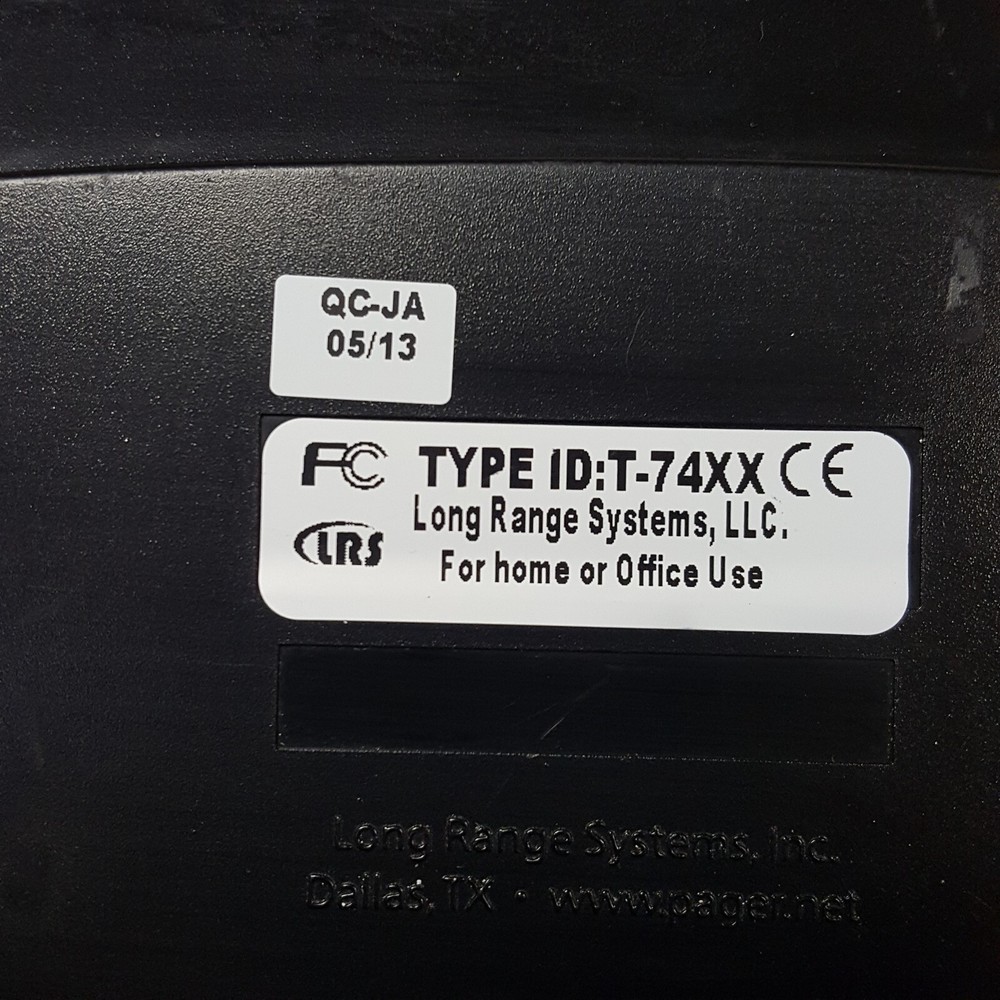 QC-JA
05/13
FC TYPE ID:T-74XX CE
Long Range Systems, LLC.
LRS
For home or Office Use
Long Range Systems, Inc.
Dallas, TX · www.pager.net